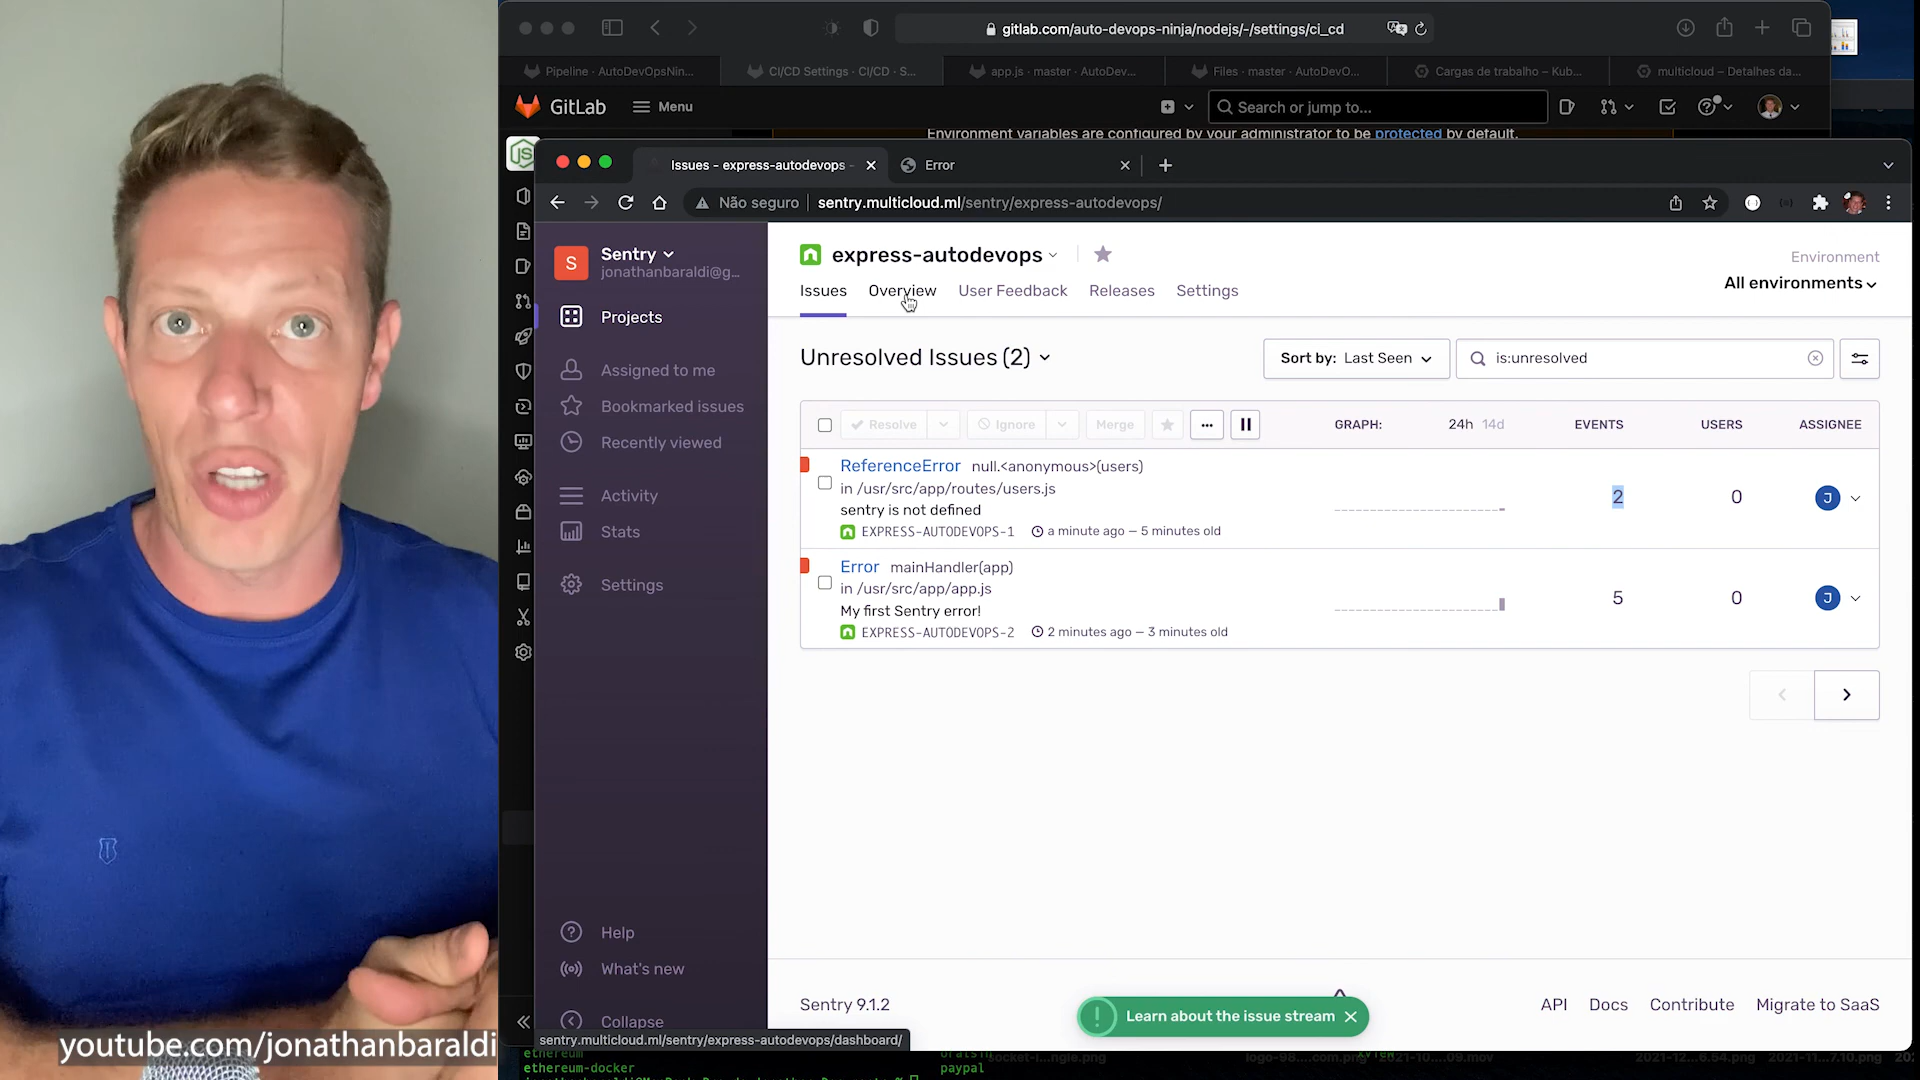 gitlab.com/auto-devops-ninja/nodejs/-/settings/ci_cd
Pipeline · AutoDevOpsNin...
CI/CD Settings · CI/CD · S...
app.js · master · AutoDev...
Files · master · AutoDevO...
Cargas de trabalho – Kub...
multicloud – Detalhes da...
GitLab
Menu
Search or jump to...
Environment variables are configured by your administrator to be protected by default.
JS
Issues - express-autodevops -
Error
Não seguro
sentry.multicloud.ml/sentry/express-autodevops/
S
Sentry
jonathanbaraldi@g...
Projects
Assigned to me
Bookmarked issues
Recently viewed
Activity
Stats
Settings
Help
What's new
Collapse
express-autodevops
Environment
All environments
Issues
Overview
User Feedback
Releases
Settings
Unresolved Issues (2)
Sort by: Last Seen
is:unresolved
Resolve
Ignore
Merge
GRAPH:
24h
14d
EVENTS
USERS
ASSIGNEE
ReferenceError null.<anonymous>(users)
in /usr/src/app/routes/users.js
sentry is not defined
EXPRESS-AUTODEVOPS-1
a minute ago — 5 minutes old
2
0
J
Error mainHandler(app)
in /usr/src/app/app.js
My first Sentry error!
EXPRESS-AUTODEVOPS-2
2 minutes ago — 3 minutes old
5
0
J
Sentry 9.1.2
Learn about the issue stream
API
Docs
Contribute
Migrate to SaaS
sentry.multicloud.ml/sentry/express-autodevops/dashboard/
youtube.com/jonathanbaraldi
ethereum
ethereum-docker
paypal